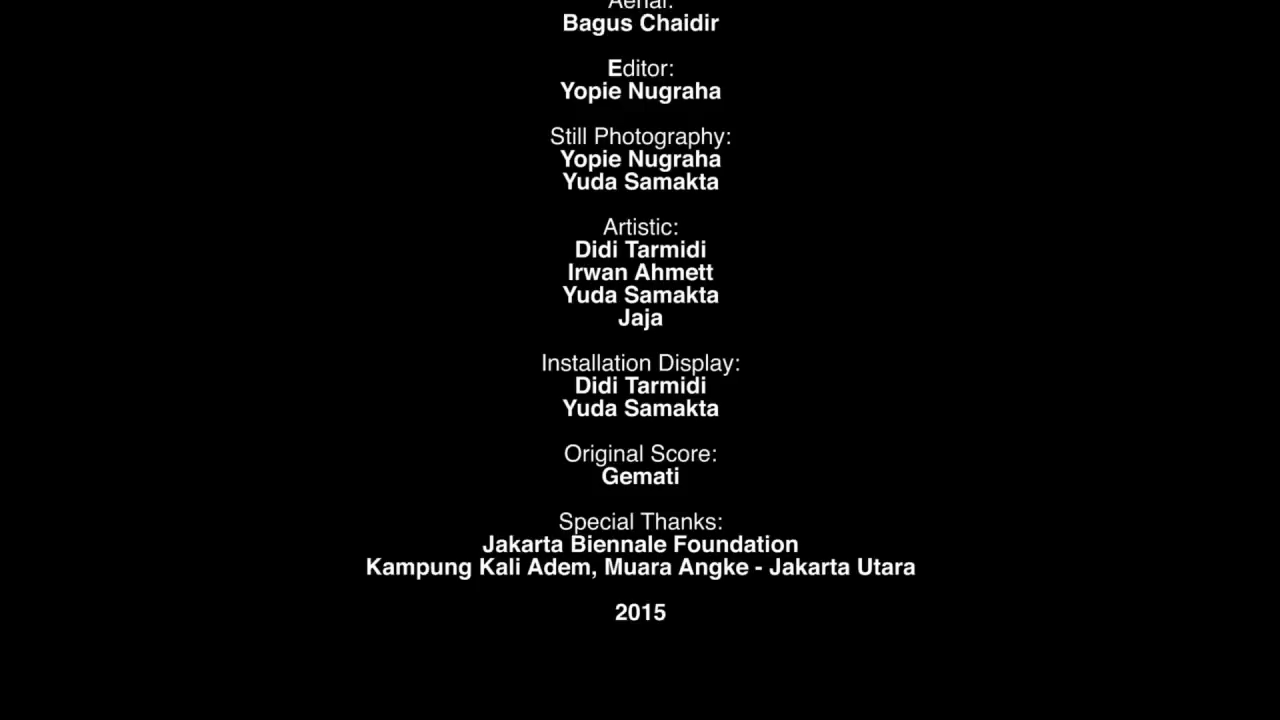 Aerial:
Bagus Chaidir
Editor:
Yopie Nugraha
Still Photography:
Yopie Nugraha
Yuda Samakta
Artistic:
Didi Tarmidi
Irwan Ahmett
Yuda Samakta
Jaja
Installation Display:
Didi Tarmidi
Yuda Samakta
Original Score:
Gemati
Special Thanks:
Jakarta Biennale Foundation
Kampung Kali Adem, Muara Angke - Jakarta Utara
2015